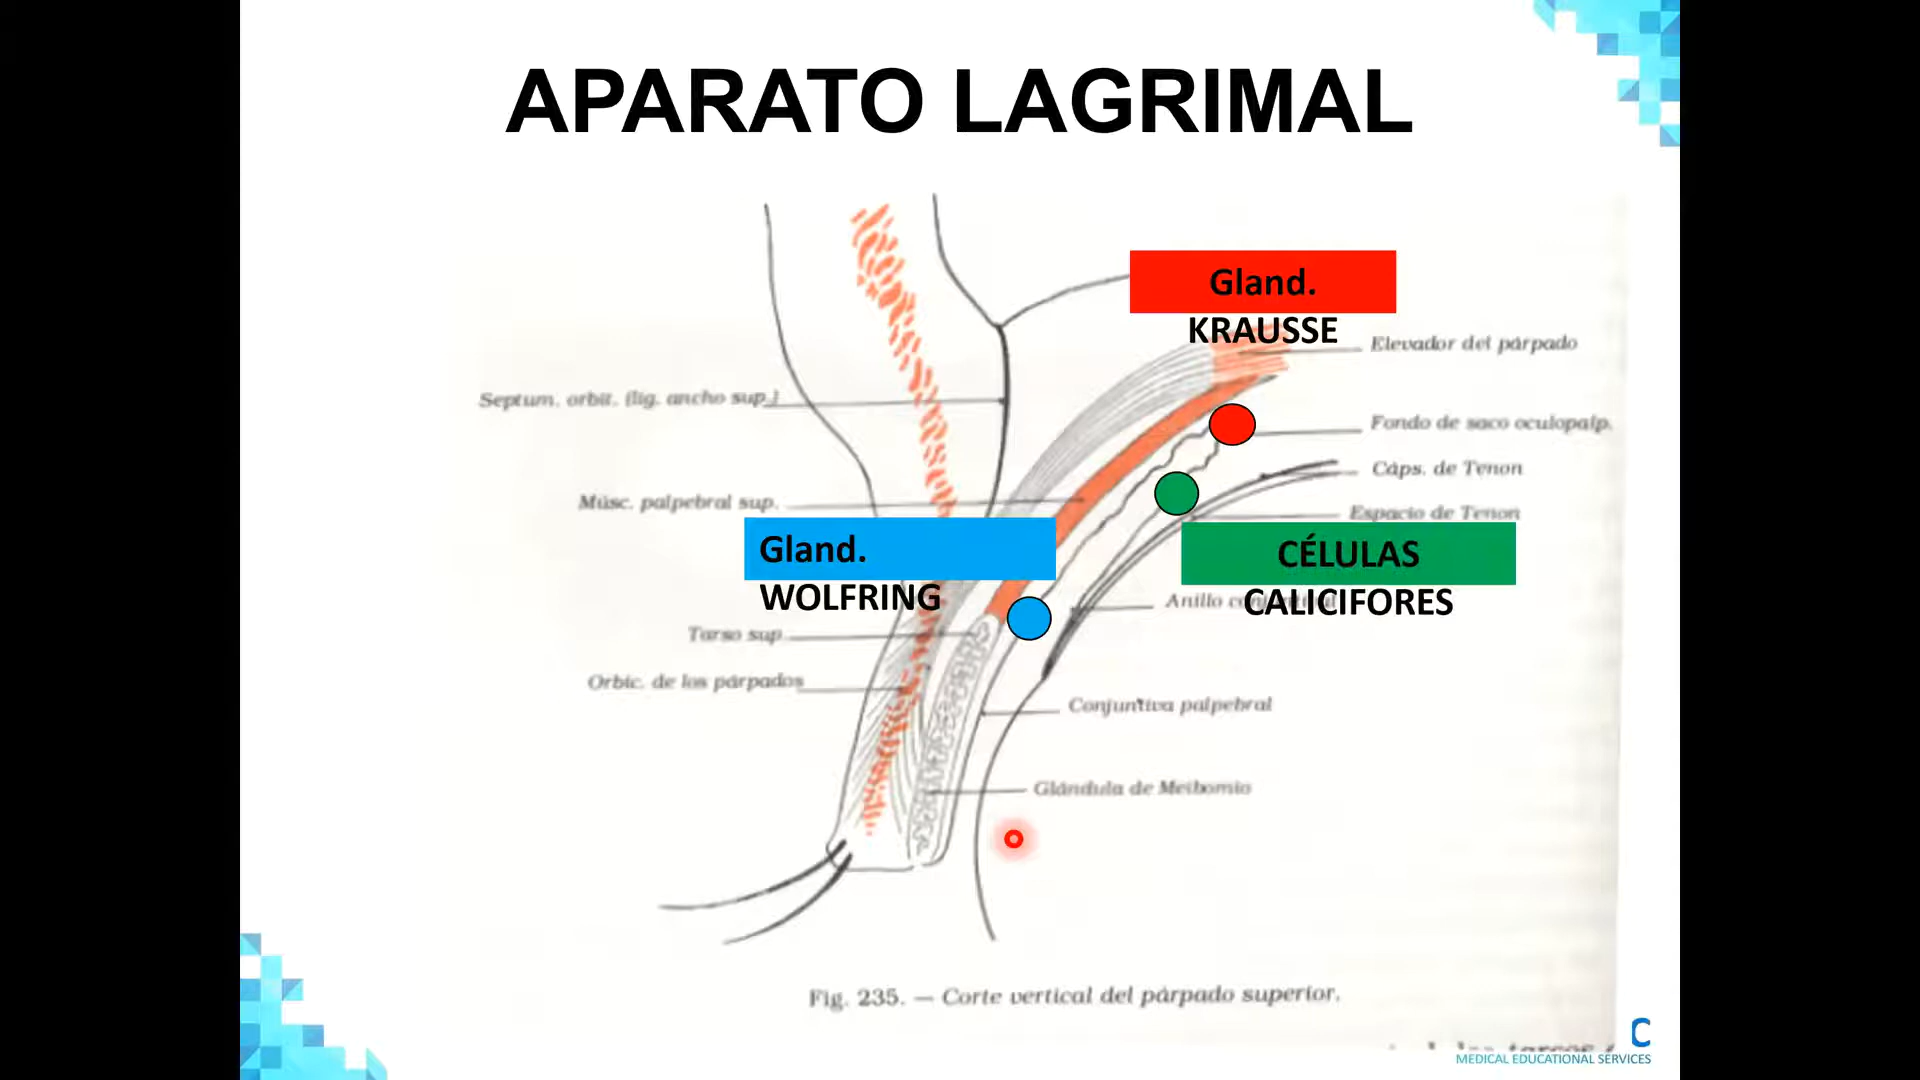 APARATO LAGRIMAL
Gland.
KRAUSSE
Elevador del párpado
Septum. orbit. (lig. ancho sup.)
Fondo de saco oculopalp.
Cáps. de Tenon
Músc. palpebral sup.
Espacio de Tenon
Gland.
WOLFRING
CÉLULAS
CALICIFORES
Anillo
Tarso sup.
Orbic. de los párpados
Conjuntiva palpebral
Glándula de Meibomio
Fig. 235. — Corte vertical del párpado superior.
C
MEDICAL EDUCATIONAL SERVICES